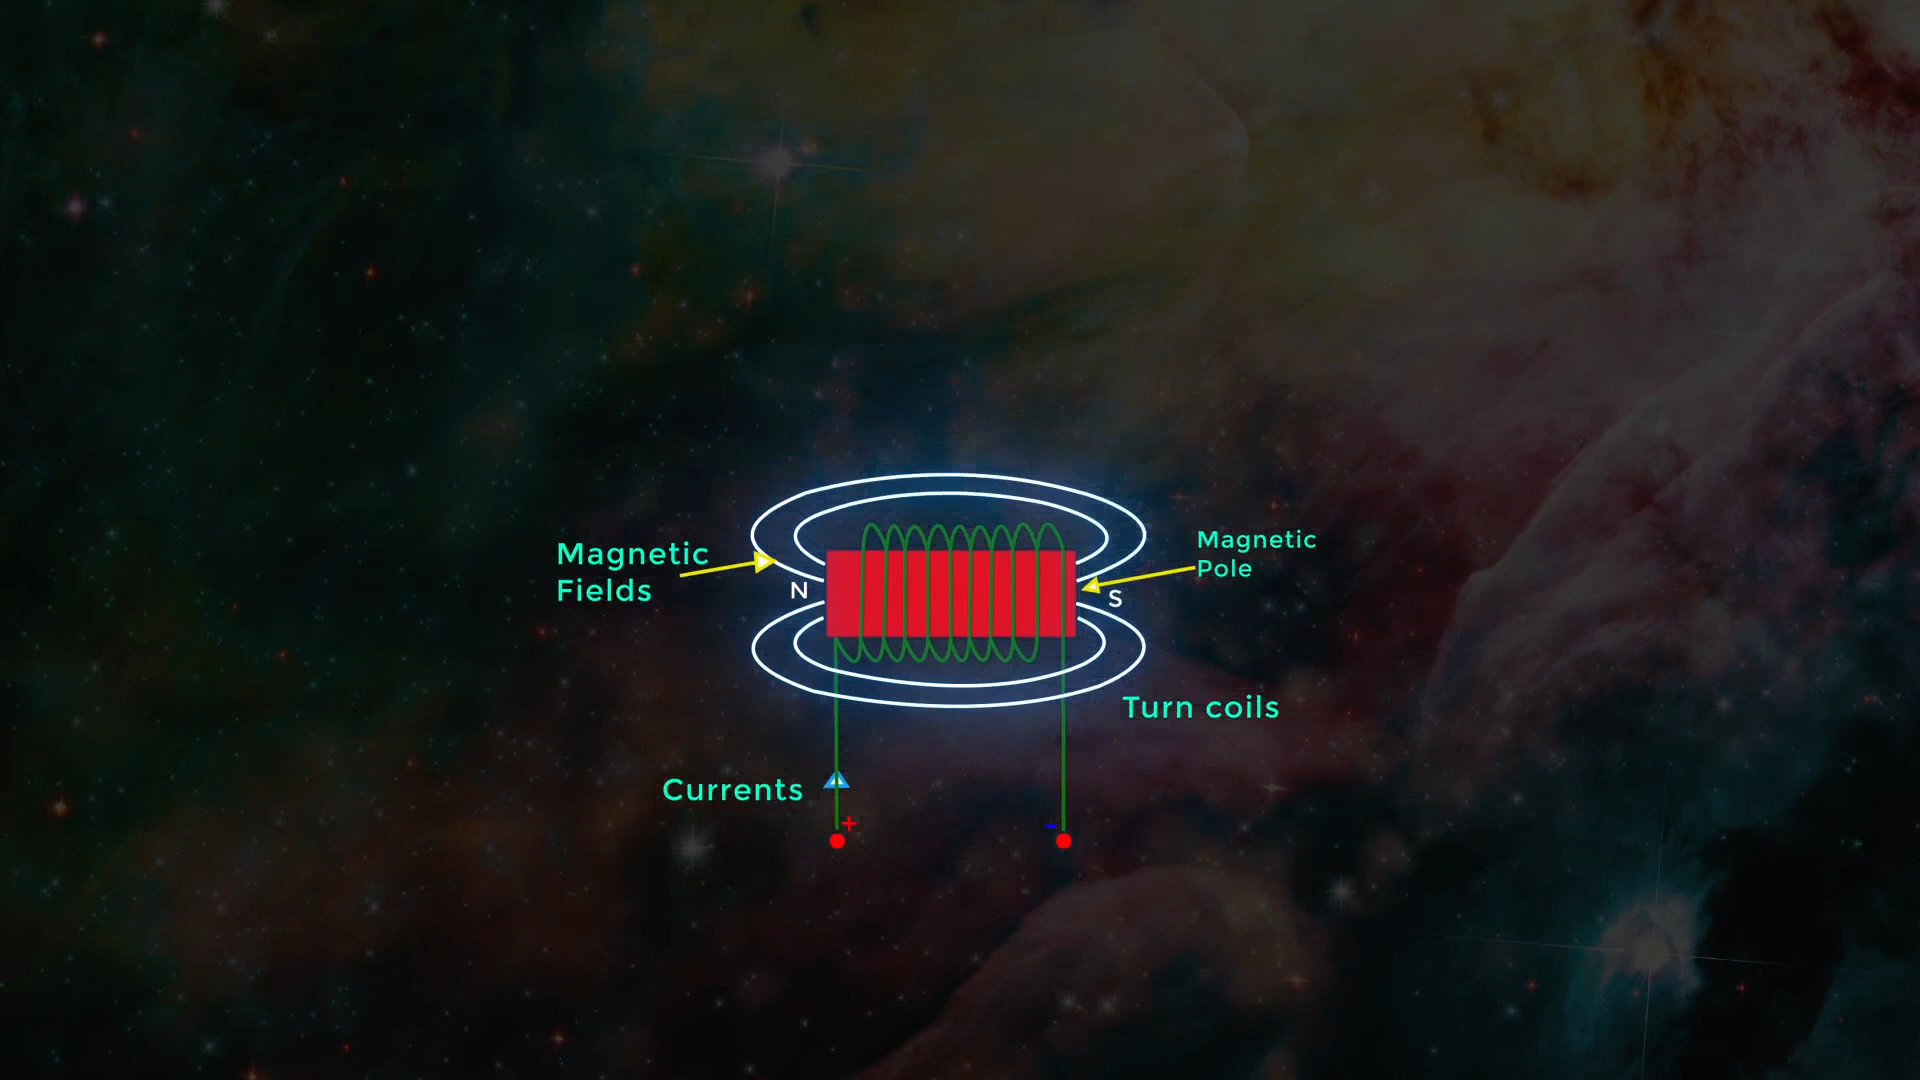 Magnetic
Fields
Magnetic
Pole
N
S
Turn coils
Currents
+
-